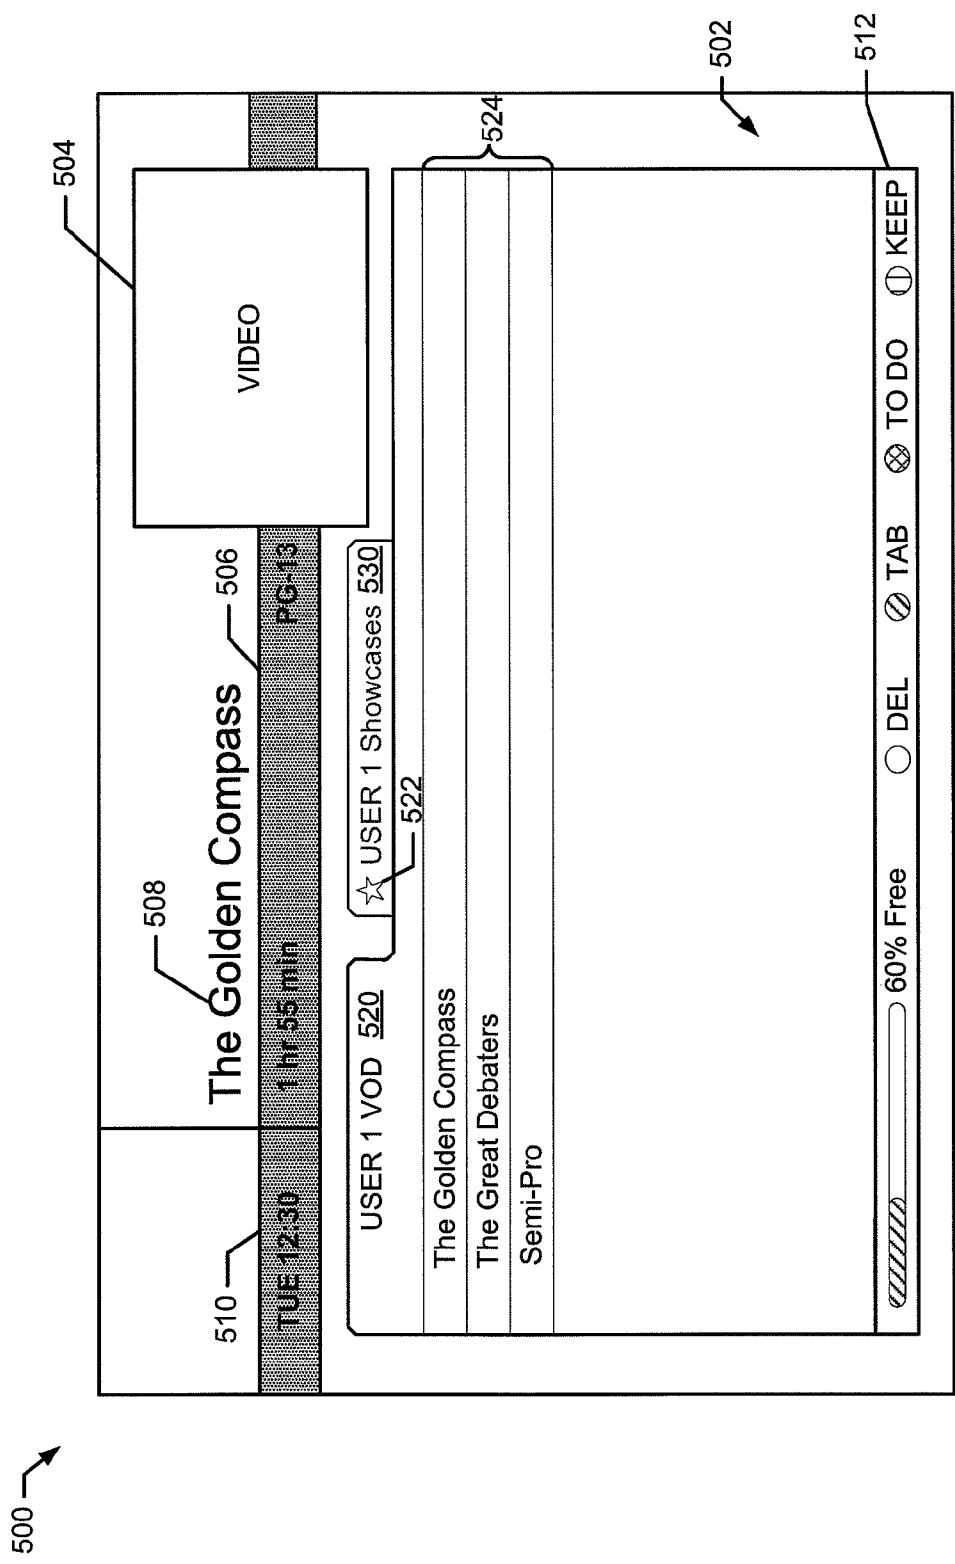 500
504
VIDEO
508
The Golden Compass
506
510
TUE 12:30
1 hr 55 min
PG-13
USER 1 VOD 520
☆ USER 1 Showcases 530
522
The Golden Compass
The Great Debaters
Semi-Pro
524
502
60% Free
DEL
TAB
TO DO
KEEP
512